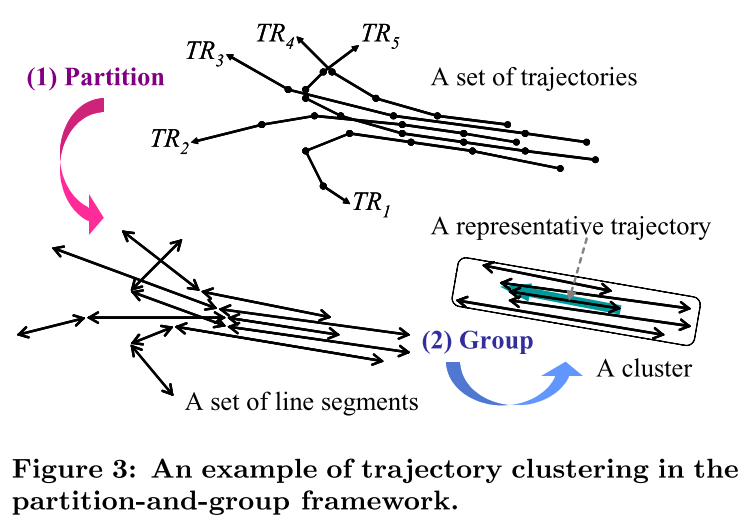 TR4 TR5
TR3
(1) Partition
A set of trajectories
TR2
TR1
A representative trajectory
(2) Group
A cluster
A set of line segments
Figure 3: An example of trajectory clustering in the
partition-and-group framework.